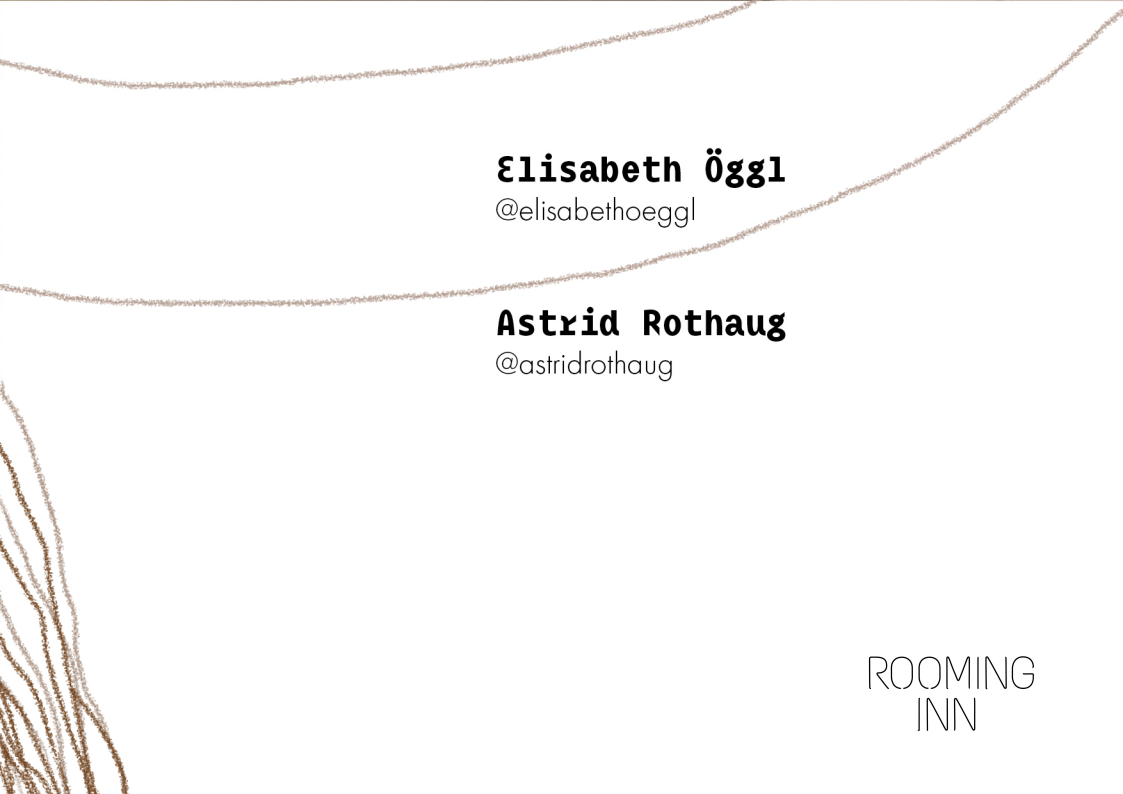 Elisabeth Öggl
@elisabethoeggl
Astrid Rothaug
@astridrothaug
ROOMING
INN